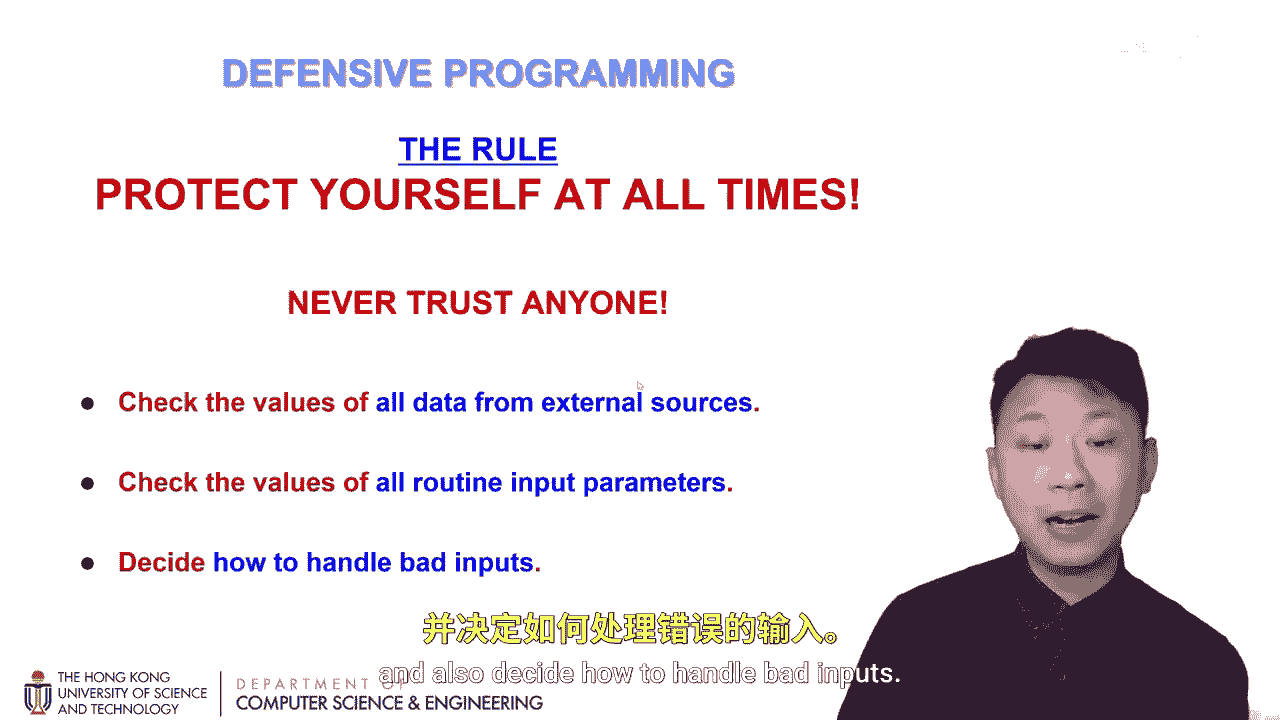 DEFENSIVE PROGRAMMING
THE RULE
PROTECT YOURSELF AT ALL TIMES!
NEVER TRUST ANYONE!
● Check the values of all data from external sources.
● Check the values of all routine input parameters.
● Decide how to handle bad inputs.
并决定如何处理错误的输入。
and also decide how to handle bad inputs.
THE HONG KONG
UNIVERSITY OF SCIENCE
AND TECHNOLOGY
DEPARTMENT OF
COMPUTER SCIENCE & ENGINEERING